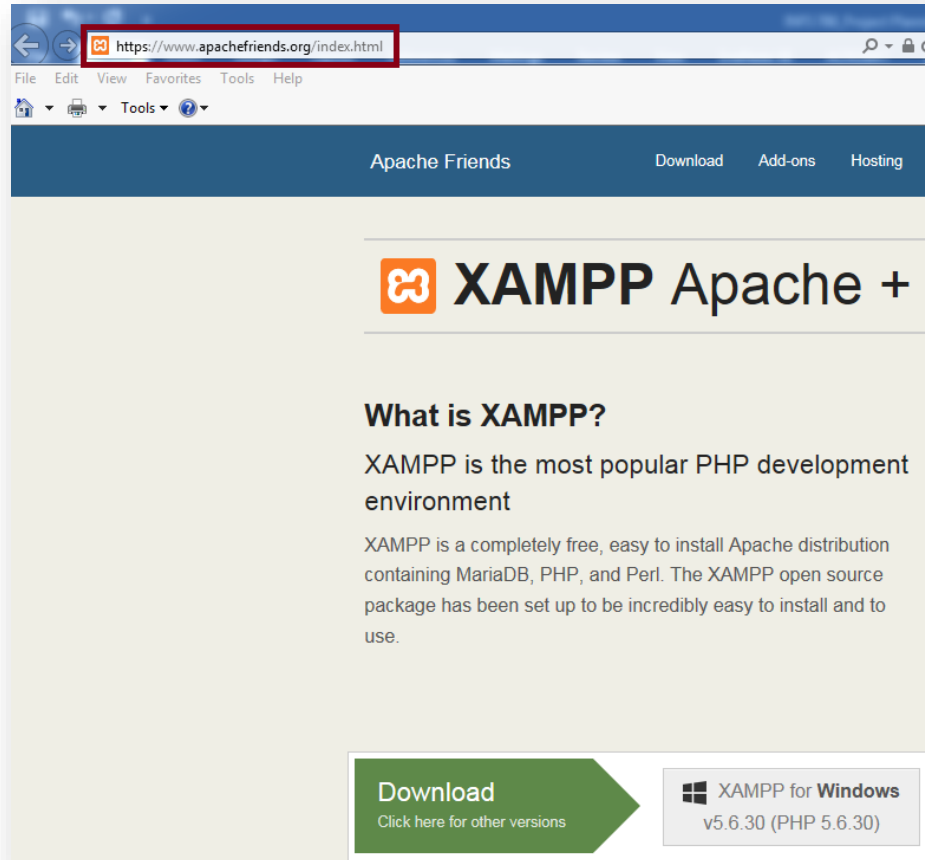 https://www.apachefriends.org/index.html
File Edit View Favorites Tools Help
Tools
Apache Friends Download Add-ons Hosting
XAMPP Apache +
What is XAMPP?
XAMPP is the most popular PHP development
environment
XAMPP is a completely free, easy to install Apache distribution
containing MariaDB, PHP, and Perl. The XAMPP open source
package has been set up to be incredibly easy to install and to
use.
Download
Click here for other versions
XAMPP for Windows
v5.6.30 (PHP 5.6.30)